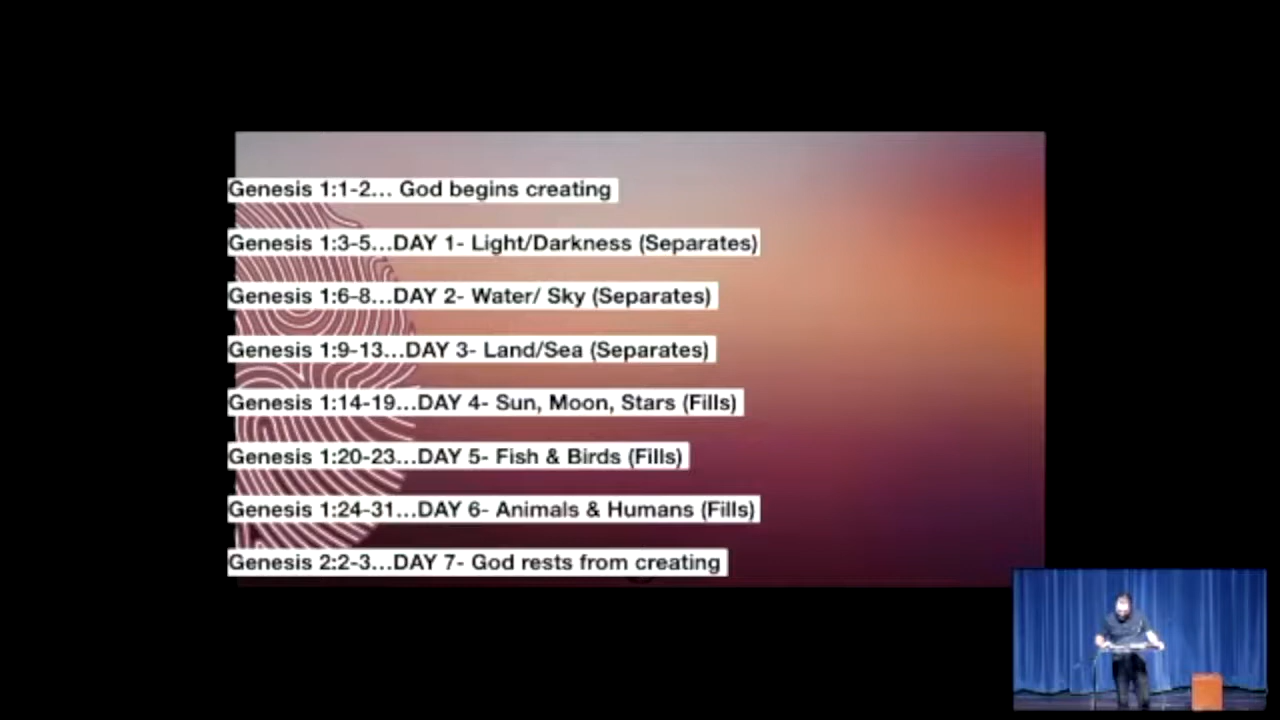 Genesis 1:1-2... God begins creating
Genesis 1:3-5...DAY 1- Light/Darkness (Separates)
Genesis 1:6-8...DAY 2- Water/ Sky (Separates)
Genesis 1:9-13...DAY 3- Land/Sea (Separates)
Genesis 1:14-19...DAY 4- Sun, Moon, Stars (Fills)
Genesis 1:20-23...DAY 5- Fish & Birds (Fills)
Genesis 1:24-31...DAY 6- Animals & Humans (Fills)
Genesis 2:2-3...DAY 7- God rests from creating